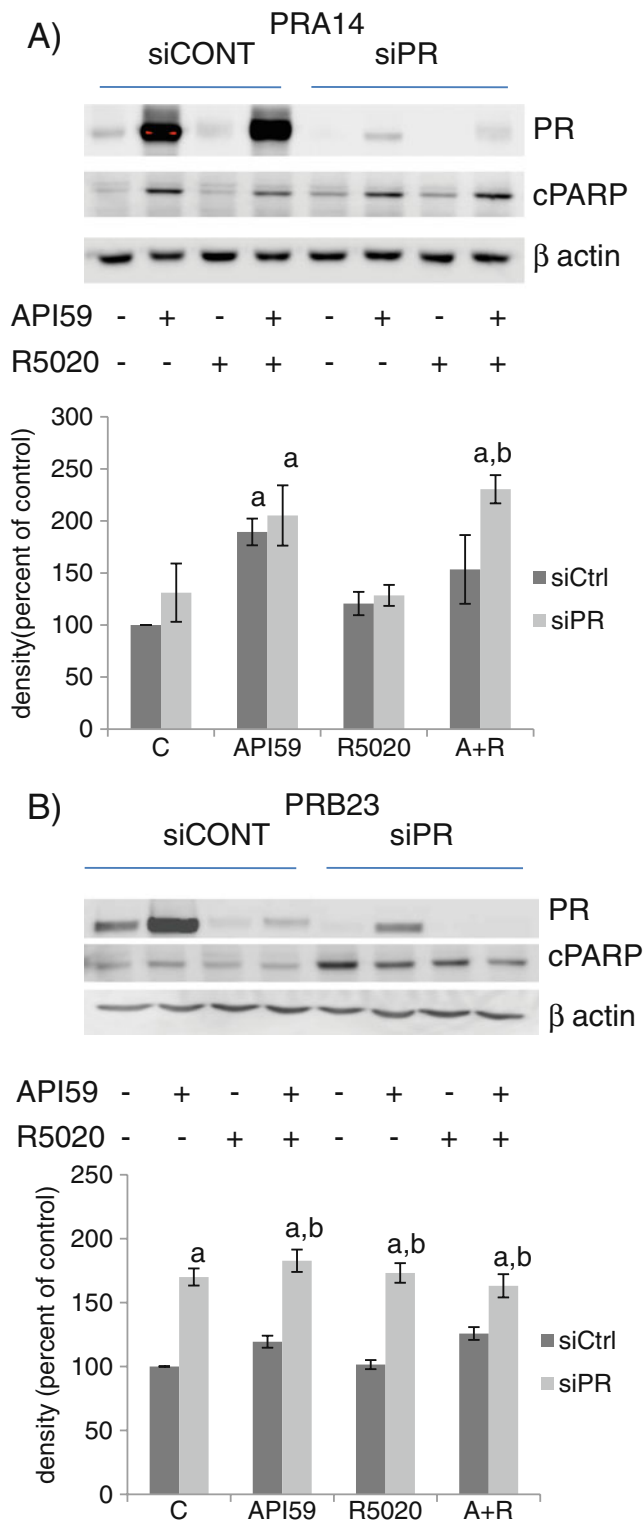 A)
PRA14
siCONT siPR
PR
cPARP
β actin
API59 - + - + - + - +
R5020 - - + + - - + +
density(percent of control)
300
250
200
150
100
50
0
a
a
a,b
siCtrl
siPR
C API59 R5020 A+R
B)
PRB23
siCONT siPR
PR
cPARP
β actin
API59 - + - + - + - +
R5020 - - + + - - + +
density (percent of control)
250
200
150
100
50
0
a
a,b
a,b
a,b
siCtrl
siPR
C API59 R5020 A+R